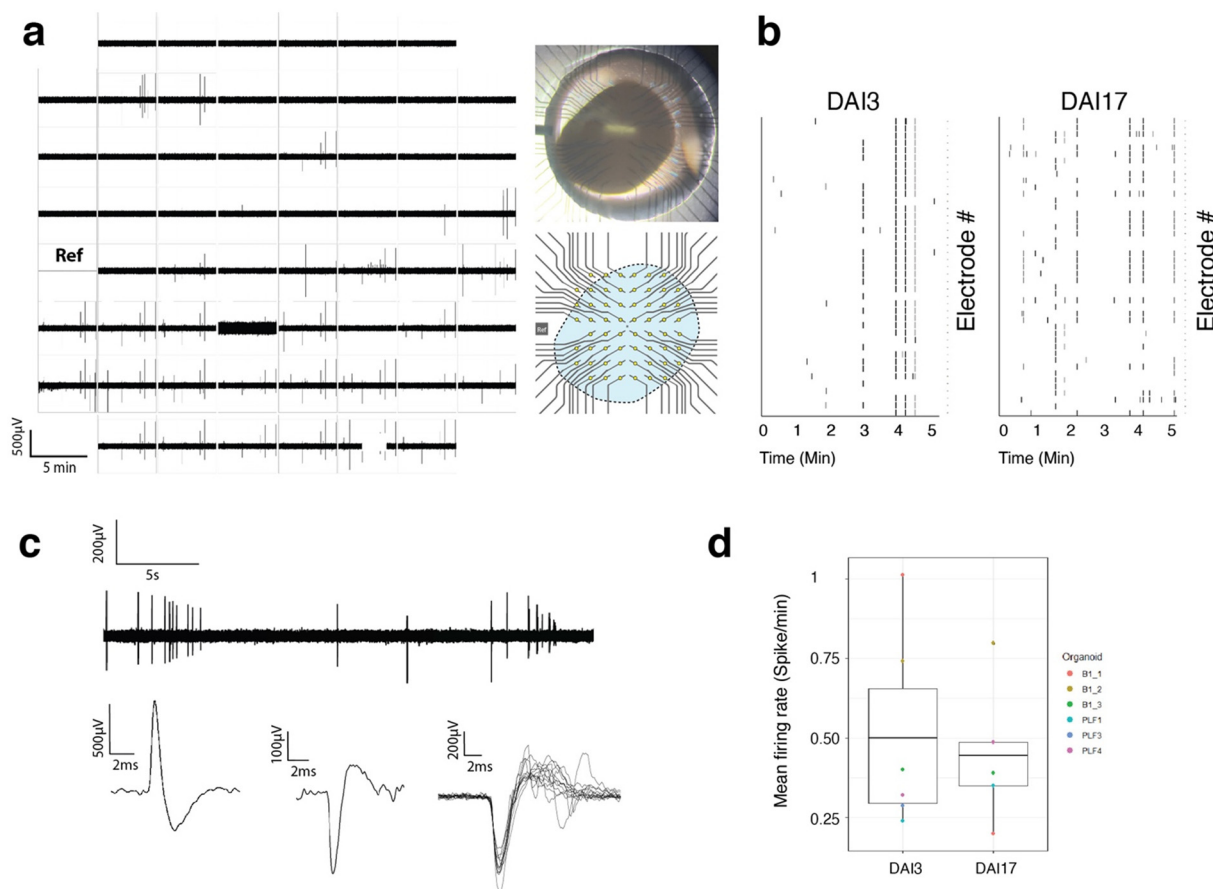 a
Ref
500µV
5 min
Ref
b
DAI3
DAI17
Electrode #
Electrode #
0 1 2 3 4 5
0 1 2 3 4 5
Time (Min)
Time (Min)
c
200µV
5s
500µV
2ms
100µV
2ms
200µV
2ms
d
Mean firing rate (Spike/min)
1
0.75
0.50
0.25
DAI3
DAI17
Organoid
B1_1
B1_2
B1_3
PLF1
PLF3
PLF4